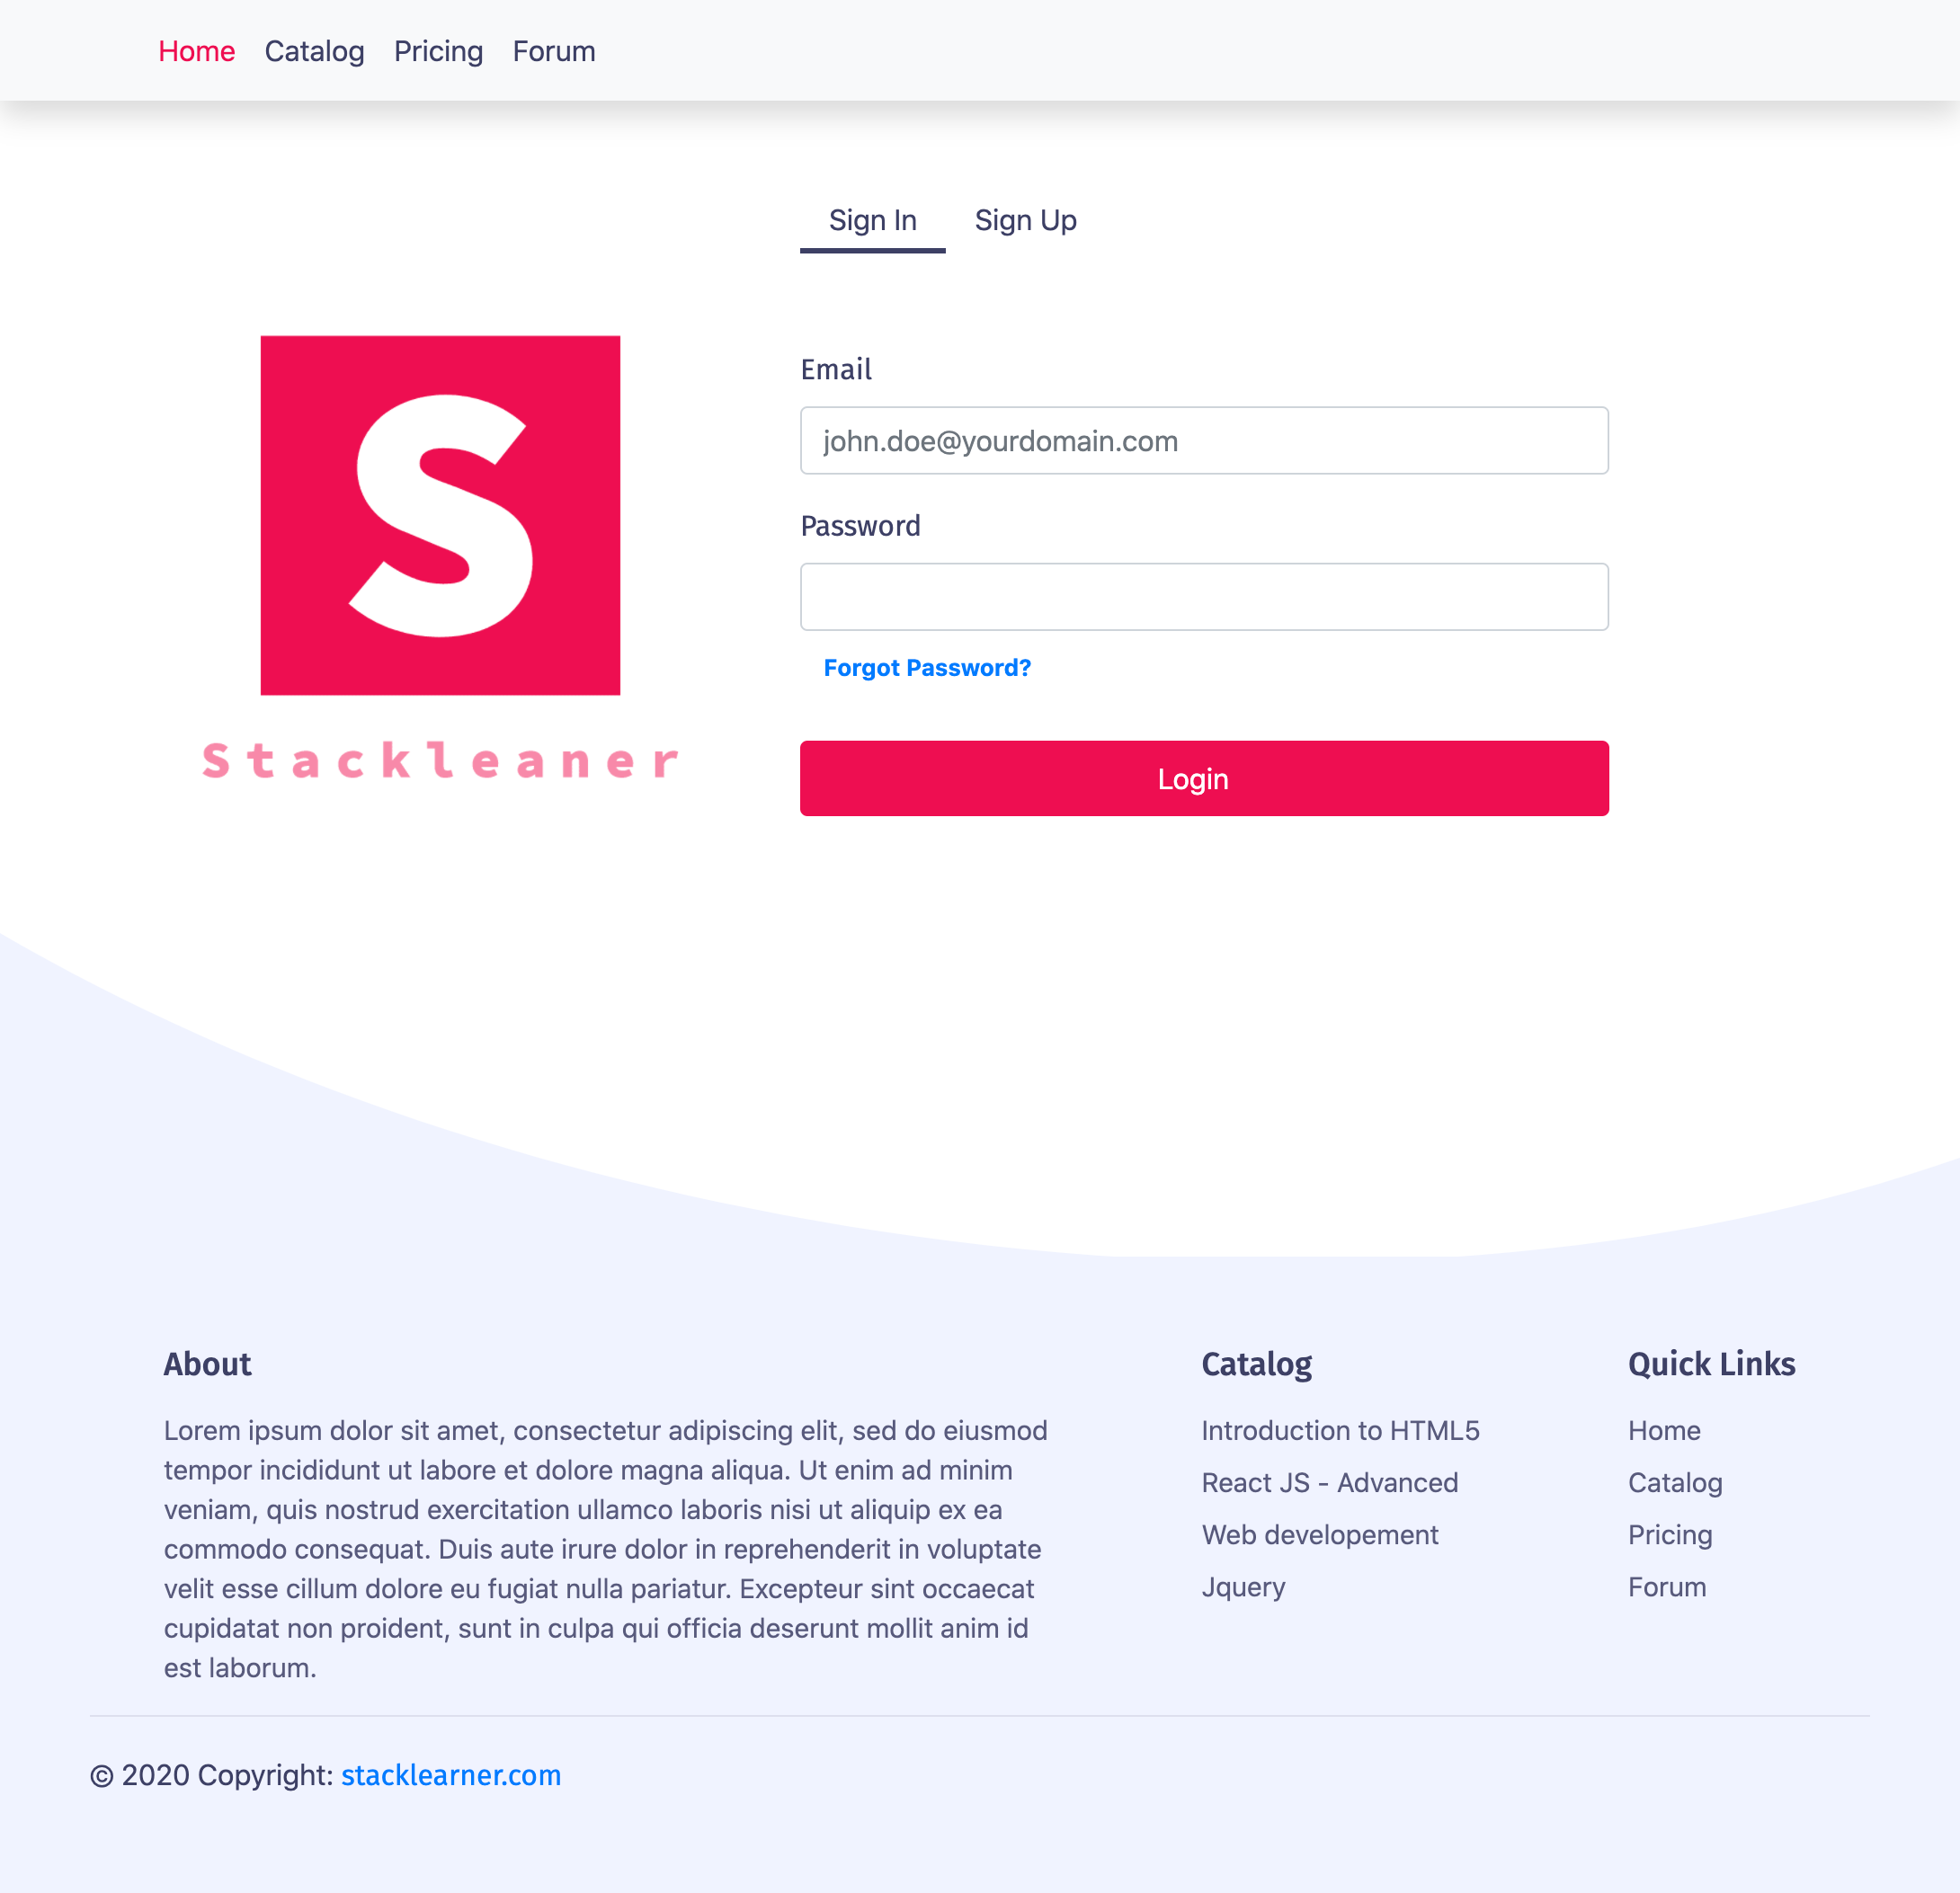 Home Catalog Pricing Forum
Sign In Sign Up
S
Stackleaner
Email
john.doe@yourdomain.com
Password
Forgot Password?
Login
About
Lorem ipsum dolor sit amet, consectetur adipiscing elit, sed do eiusmod
tempor incididunt ut labore et dolore magna aliqua. Ut enim ad minim
veniam, quis nostrud exercitation ullamco laboris nisi ut aliquip ex ea
commodo consequat. Duis aute irure dolor in reprehenderit in voluptate
velit esse cillum dolore eu fugiat nulla pariatur. Excepteur sint occaecat
cupidatat non proident, sunt in culpa qui officia deserunt mollit anim id
est laborum.
Catalog
Introduction to HTML5
React JS - Advanced
Web developement
Jquery
Quick Links
Home
Catalog
Pricing
Forum
© 2020 Copyright: stacklearner.com